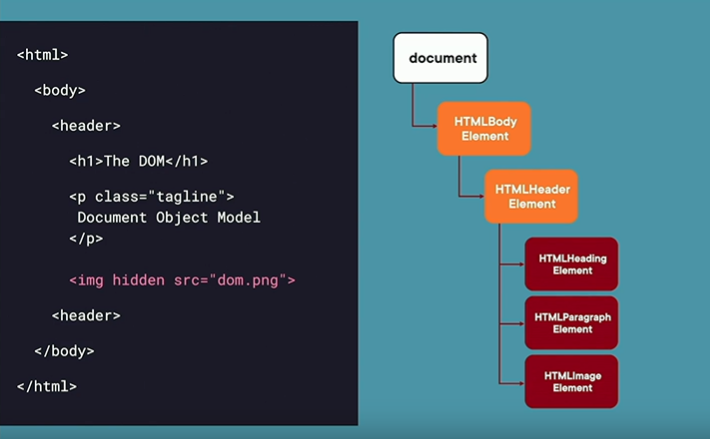 <html>
<body>
<header>
<h1>The DOM</h1>
<p class="tagline">
Document Object Model
</p>
<img hidden src="dom.png">
<header>
</body>
</html>
document
HTMLBody
Element
HTMLHeader
Element
HTMLHeading
Element
HTMLParagraph
Element
HTMLImage
Element